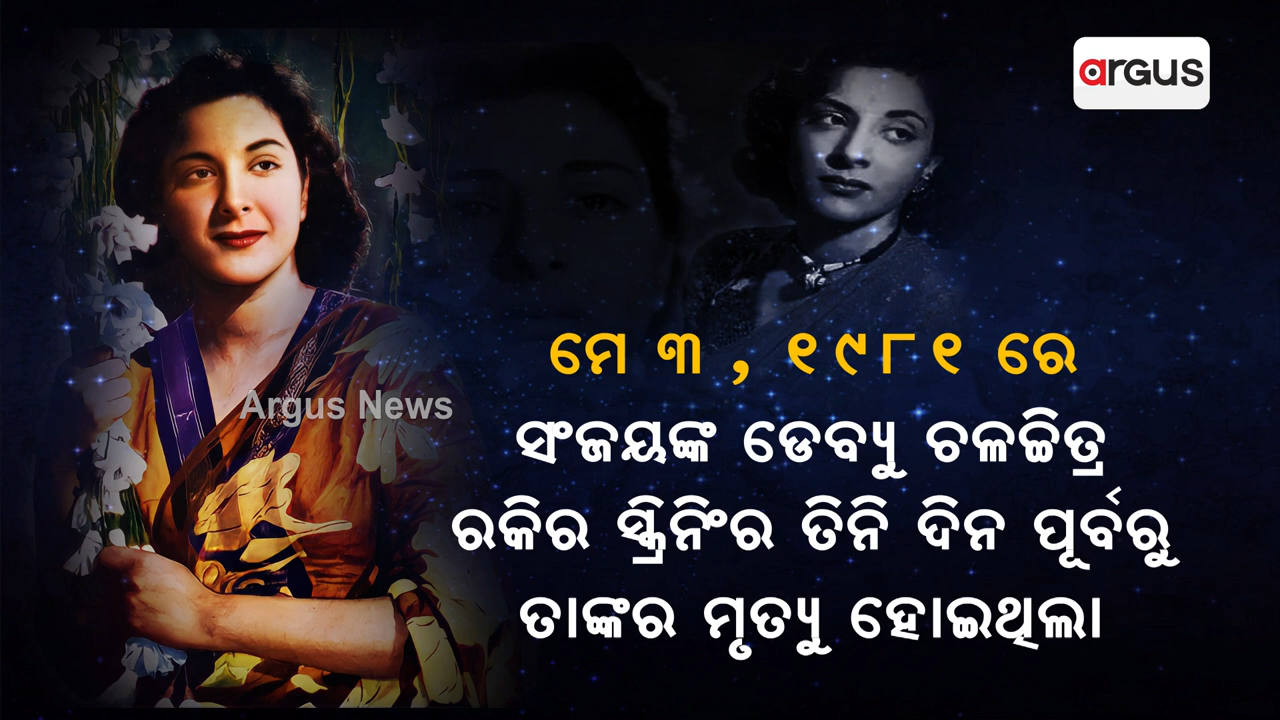 argus
ମେ ୩, ୧୯୮୧ ରେ
Argus News
ସଂଜୟଙ୍କ ଡେବ୍ୟୁ ଚଳଚ୍ଚିତ୍ର
ରକିର ସ୍କ୍ରିନିଂର ତିନି ଦିନ ପୂର୍ବରୁ
ତାଙ୍କର ମୃତ୍ୟୁ ହୋଇଥିଲା